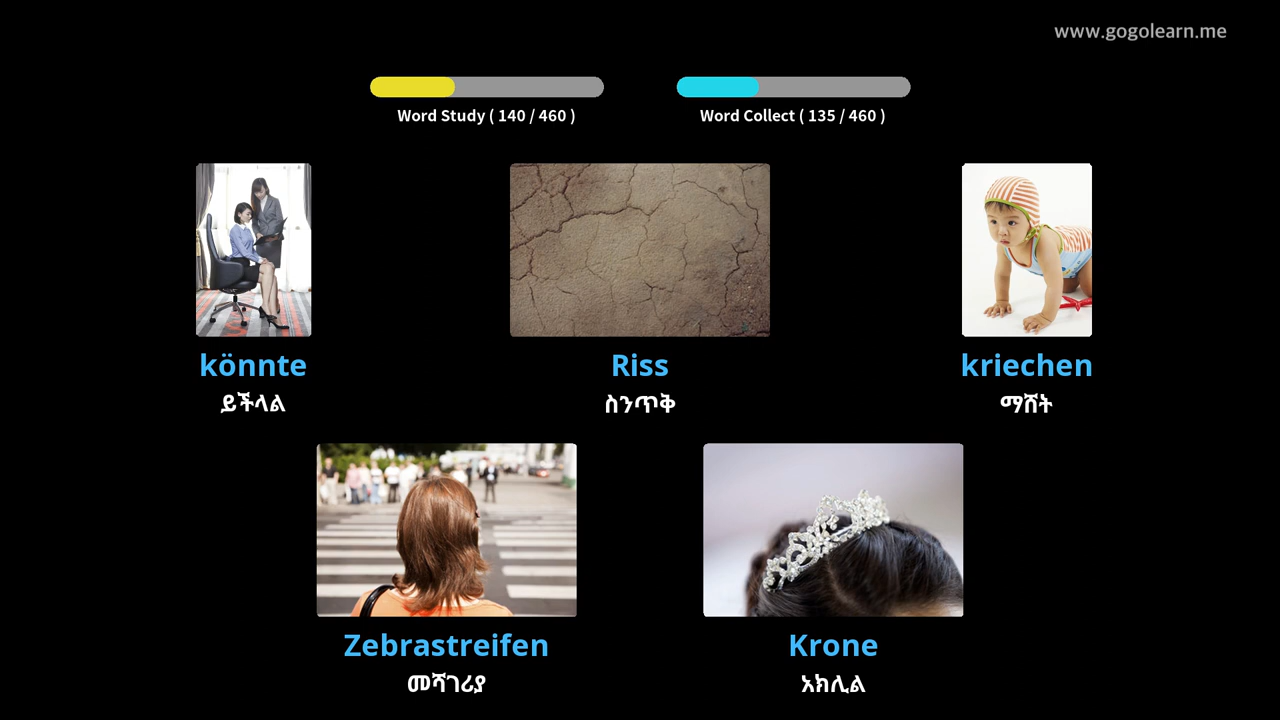 www.gogolearn.me
Word Study ( 140 / 460 )
Word Collect ( 135 / 460 )
könnte
ይችላል
Riss
ስንጥቅ
kriechen
ማሸት
Zebrastreifen
መሻገሪያ
Krone
አክሊል